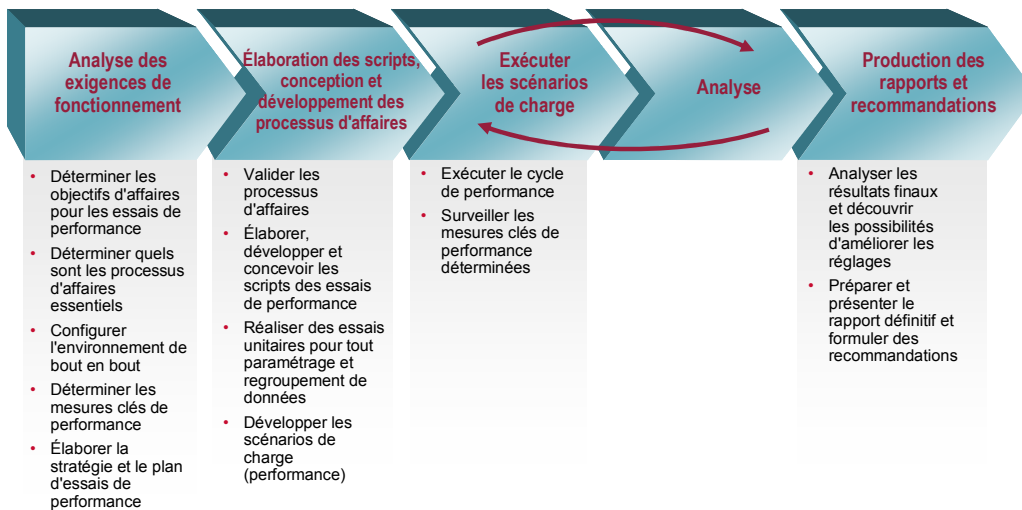 Analyse des
exigences de
fonctionnement
Élaboration des scripts,
conception et
développement des
processus d'affaires
Exécuter
les scénarios
de charge
Analyse
Production des
rapports et
recommandations
• Déterminer les
objectifs d'affaires
pour les essais de
performance
• Déterminer quels
sont les processus
d'affaires
essentiels
• Configurer
l'environnement de
bout en bout
• Déterminer les
mesures clés de
performance
• Élaborer la
stratégie et le plan
d'essais de
performance
• Valider les
processus
d'affaires
• Élaborer,
développer et
concevoir les
scripts des essais
de performance
• Réaliser des essais
unitaires pour tout
paramétrage et
regroupement de
données
• Développer les
scénarios de
charge
(performance)
• Exécuter le cycle
de performance
• Surveiller les
mesures clés de
performance
déterminées
• Analyser les
résultats finaux
et découvrir
les possibilités
d'améliorer les
réglages
• Préparer et
présenter le
rapport définitif et
formuler des
recommandations